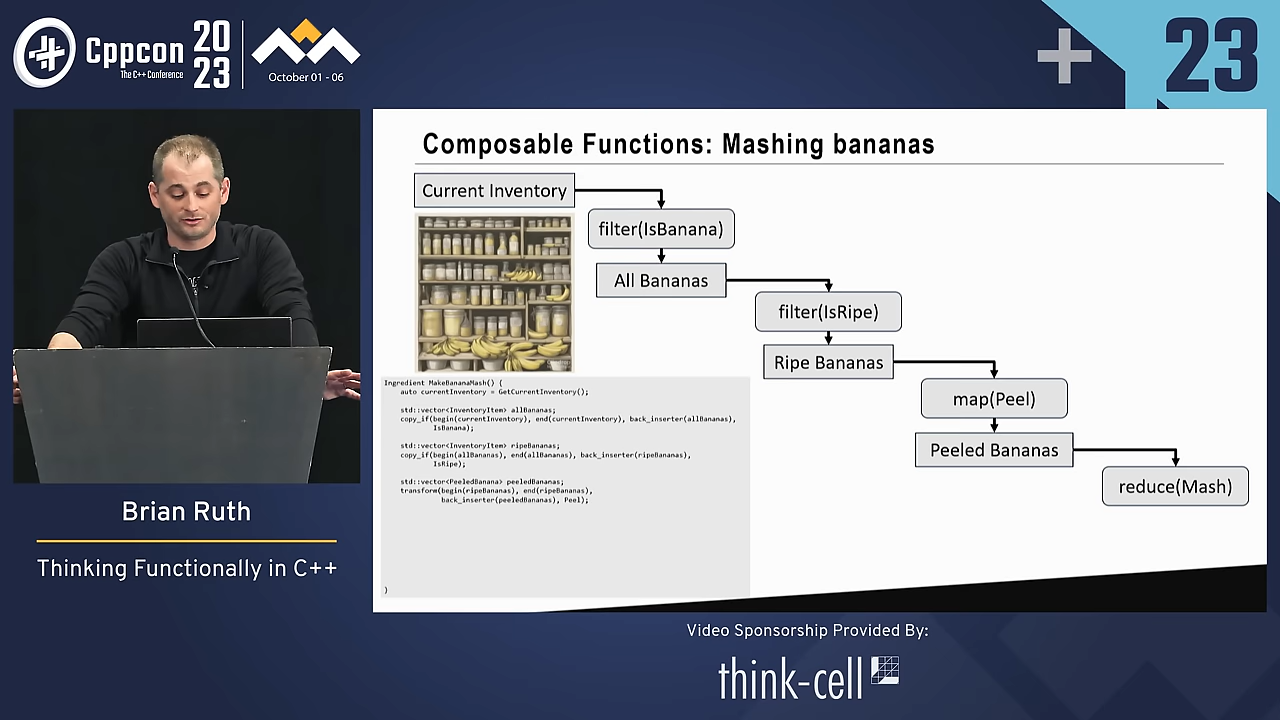 Cppcon
The C++ Conference
20
23
October 01 - 06
23
Composable Functions: Mashing bananas
Current Inventory
filter(IsBanana)
All Bananas
filter(IsRipe)
Ripe Bananas
map(Peel)
Peeled Bananas
reduce(Mash)
Ingredient MakeBananaMash() {
auto currentInventory = GetCurrentInventory();
std::vector<InventoryItem> allBananas;
copy_if(begin(currentInventory), end(currentInventory), back_inserter(allBananas),
IsBanana);
std::vector<InventoryItem> ripeBananas;
copy_if(begin(allBananas), end(allBananas), back_inserter(ripeBananas),
IsRipe);
std::vector<PeeledBanana> peeledBananas;
transform(begin(ripeBananas), end(ripeBananas),
back_inserter(peeledBananas), Peel);
}
Brian Ruth
Thinking Functionally in C++
Video Sponsorship Provided By:
think-cell